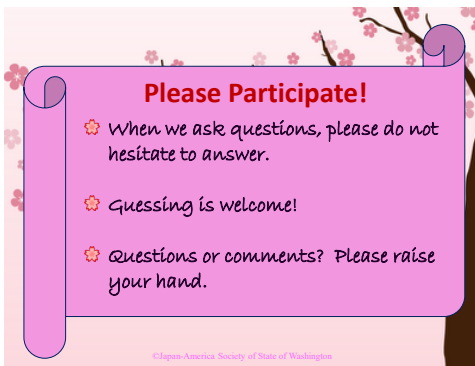 Please Participate!
When we ask questions, please do not
hesitate to answer.
Guessing is welcome!
Questions or comments? Please raise
your hand.
©Japan-America Society of State of Washington